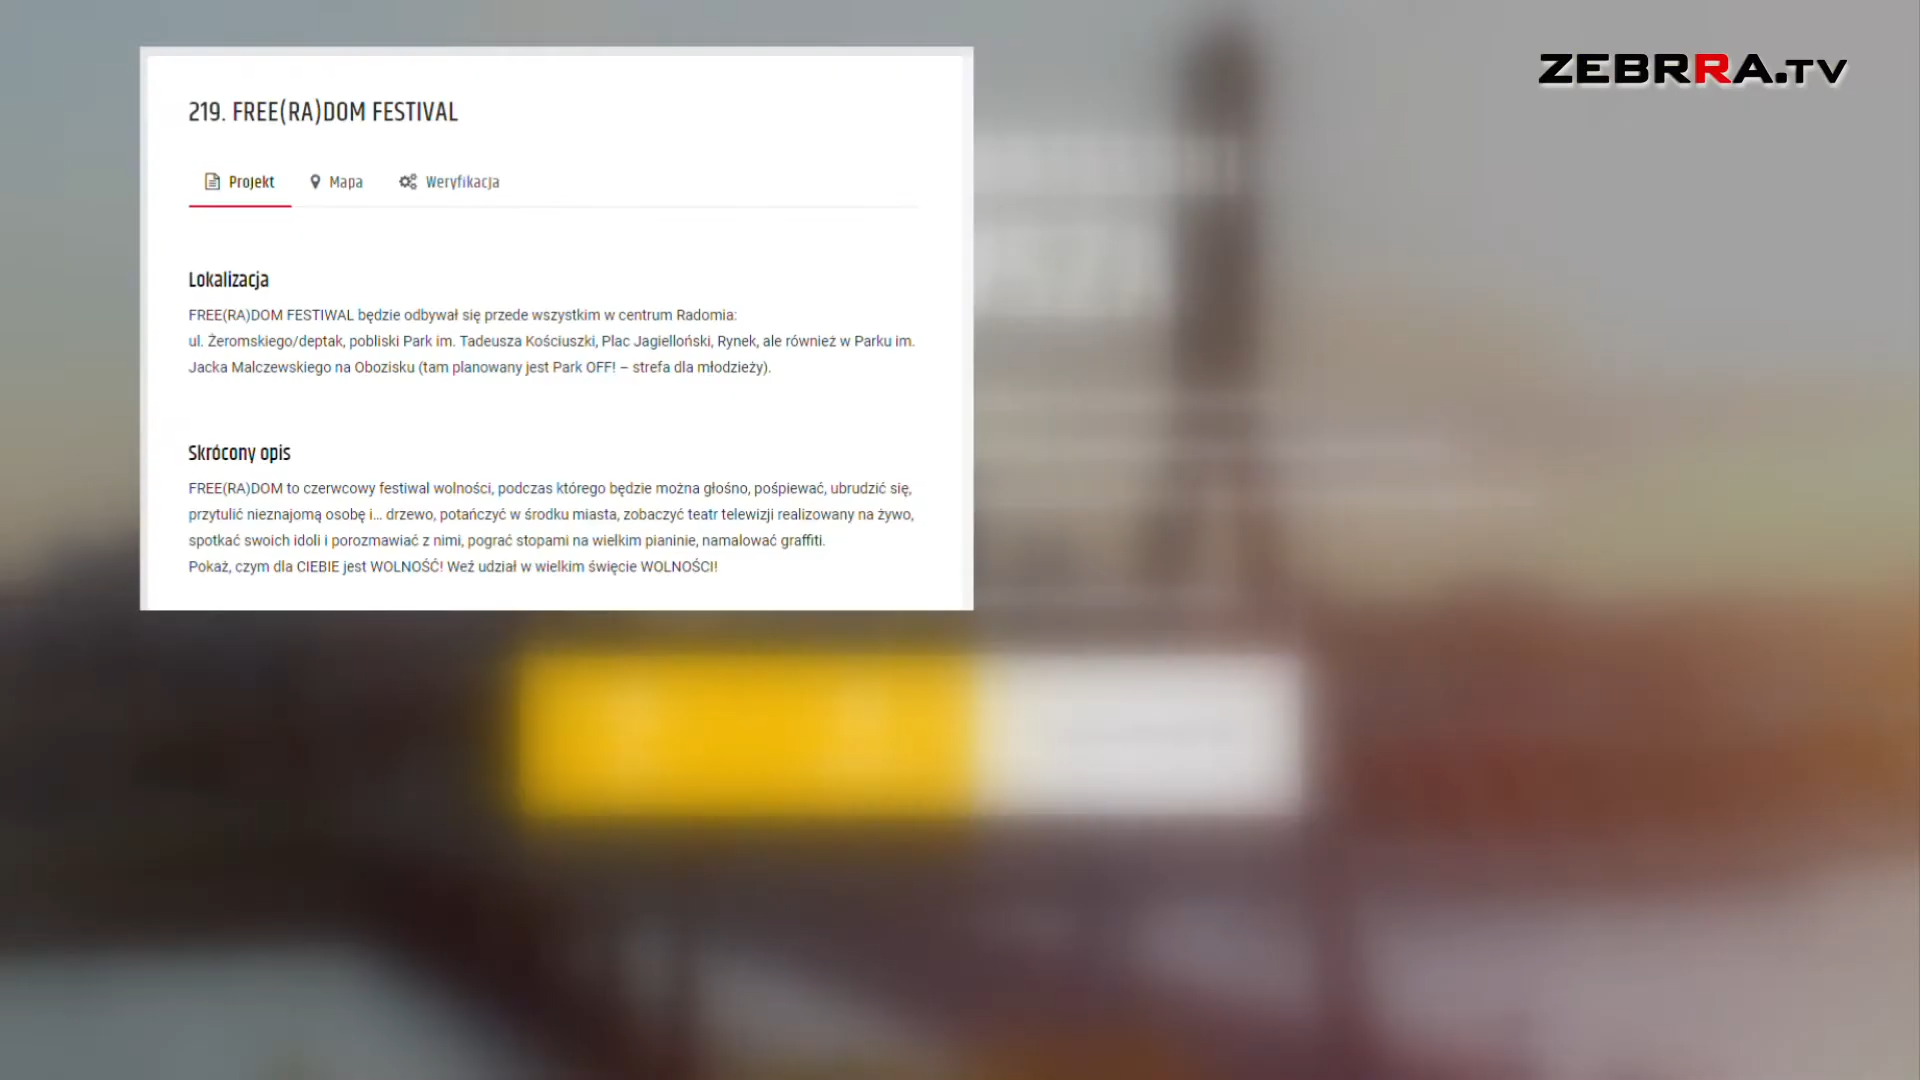 ZEBRRA.TV
219. FREE(RA)DOM FESTIVAL
Projekt Mapa Weryfikacja
Lokalizacja
FREE(RA)DOM FESTIWAL będzie odbywał się przede wszystkim w centrum Radomia:
ul. Żeromskiego/deptak, pobliski Park im. Tadeusza Kościuszki, Plac Jagielloński, Rynek, ale również w Parku im.
Jacka Malczewskiego na Obozisku (tam planowany jest Park OFF! – strefa dla młodzieży).
Skrócony opis
FREE(RA)DOM to czerwcowy festiwal wolności, podczas którego będzie można głośno, pośpiewać, ubrudzić się,
przytulić nieznajomą osobę i... drzewo, potańczyć w środku miasta, zobaczyć teatr telewizji realizowany na żywo,
spotkać swoich idoli i porozmawiać z nimi, pograć stopami na wielkim pianinie, namalować graffiti.
Pokaż, czym dla CIEBIE jest WOLNOŚĆ! Weź udział w wielkim święcie WOLNOŚCI!